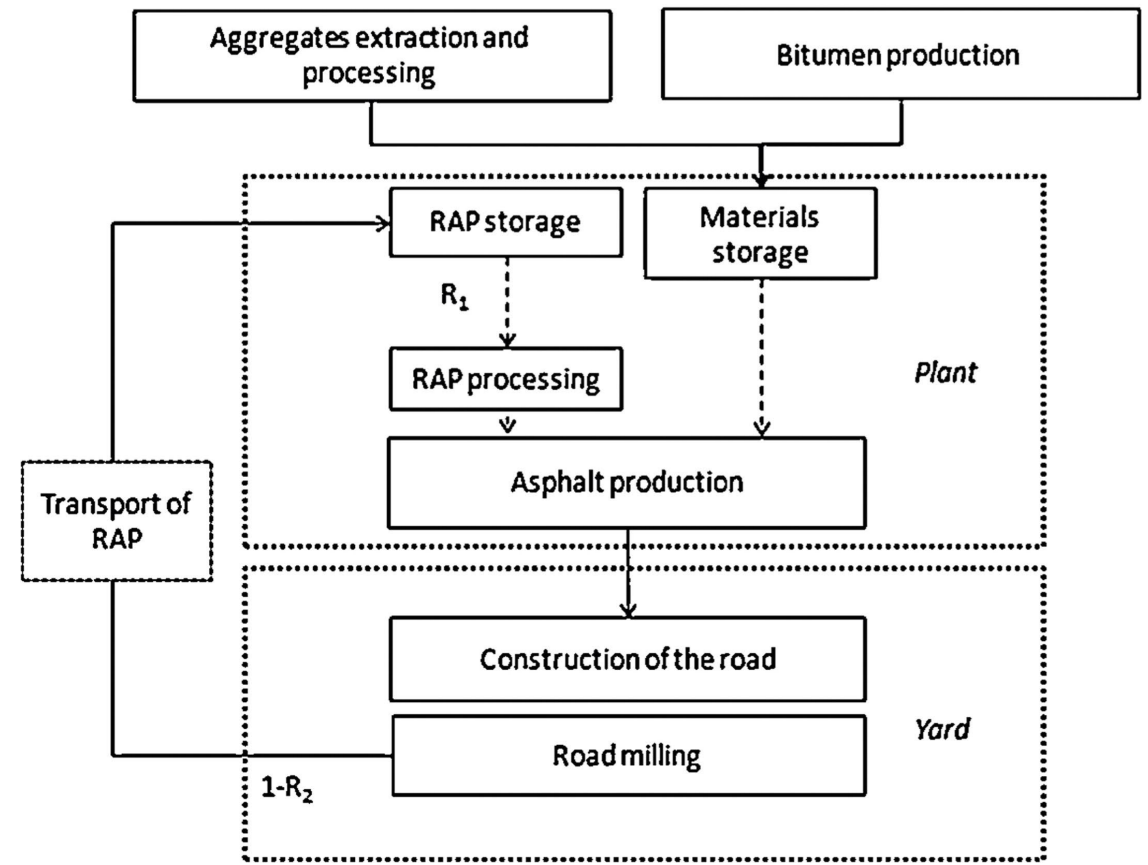 Aggregates extraction and
processing
Bitumen production
RAP storage
Materials
storage
R₁
RAP processing
Plant
Asphalt production
Transport of
RAP
Construction of the road
Road milling
Yard
1-R₂